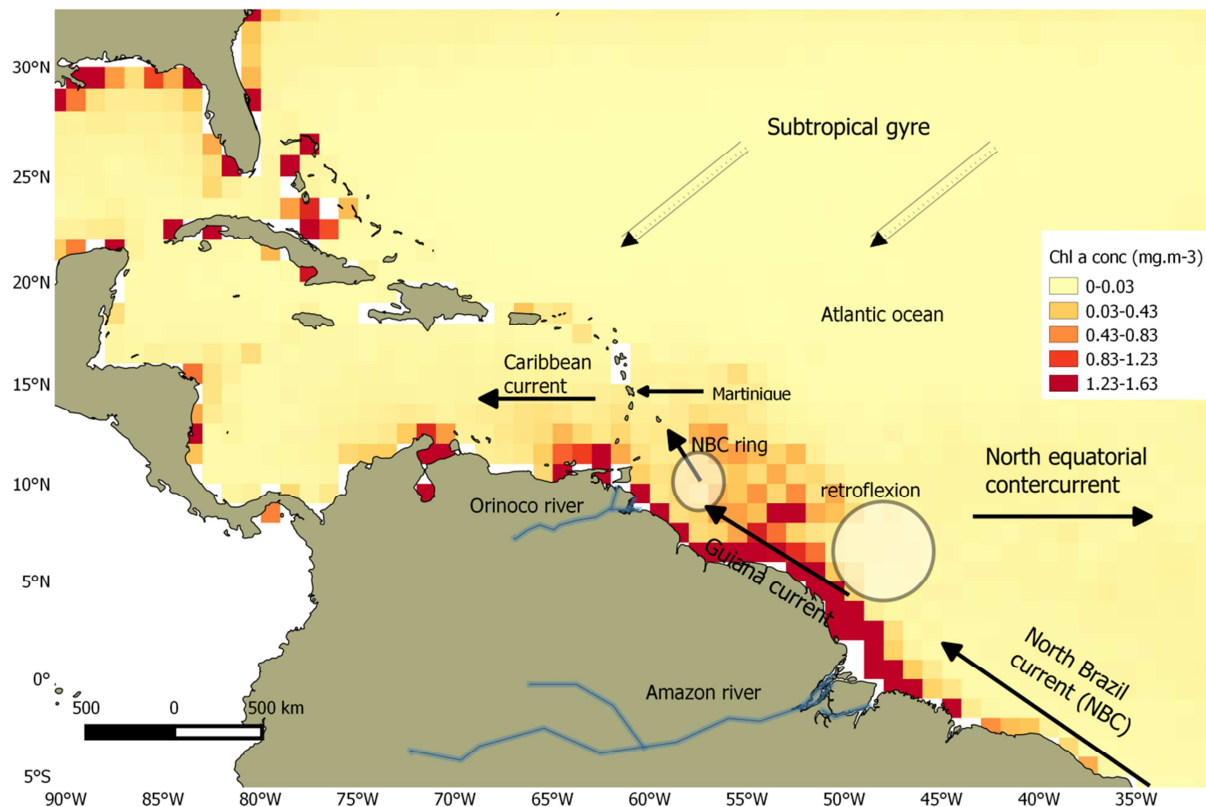 30°N
25°N
20°N
15°N
10°N
5°N
0°
5°S
90°W
85°W
80°W
75°W
70°W
65°W
60°W
55°W
50°W
45°W
40°W
35°W
Subtropical gyre
Atlantic ocean
Chl a conc (mg.m-3)
0-0.03
0.03-0.43
0.43-0.83
0.83-1.23
1.23-1.63
Caribbean
current
Martinique
NBC ring
retroflexion
North equatorial
contercurrent
Orinoco river
Guiana current
North Brazil
current (NBC)
Amazon river
500 0 500 km